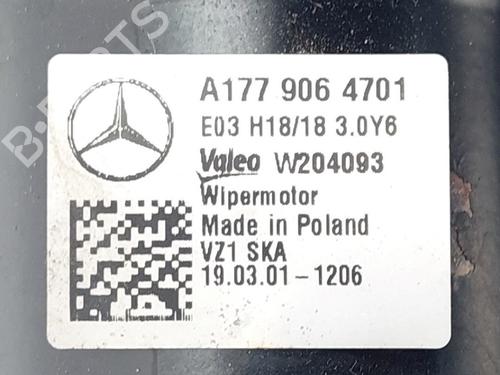 A177 906 4701
E03 H18/18 3.0Y6
Valeo W204093
Wipermotor
Made in Poland
VZ1 SKA
19.03.01-1206